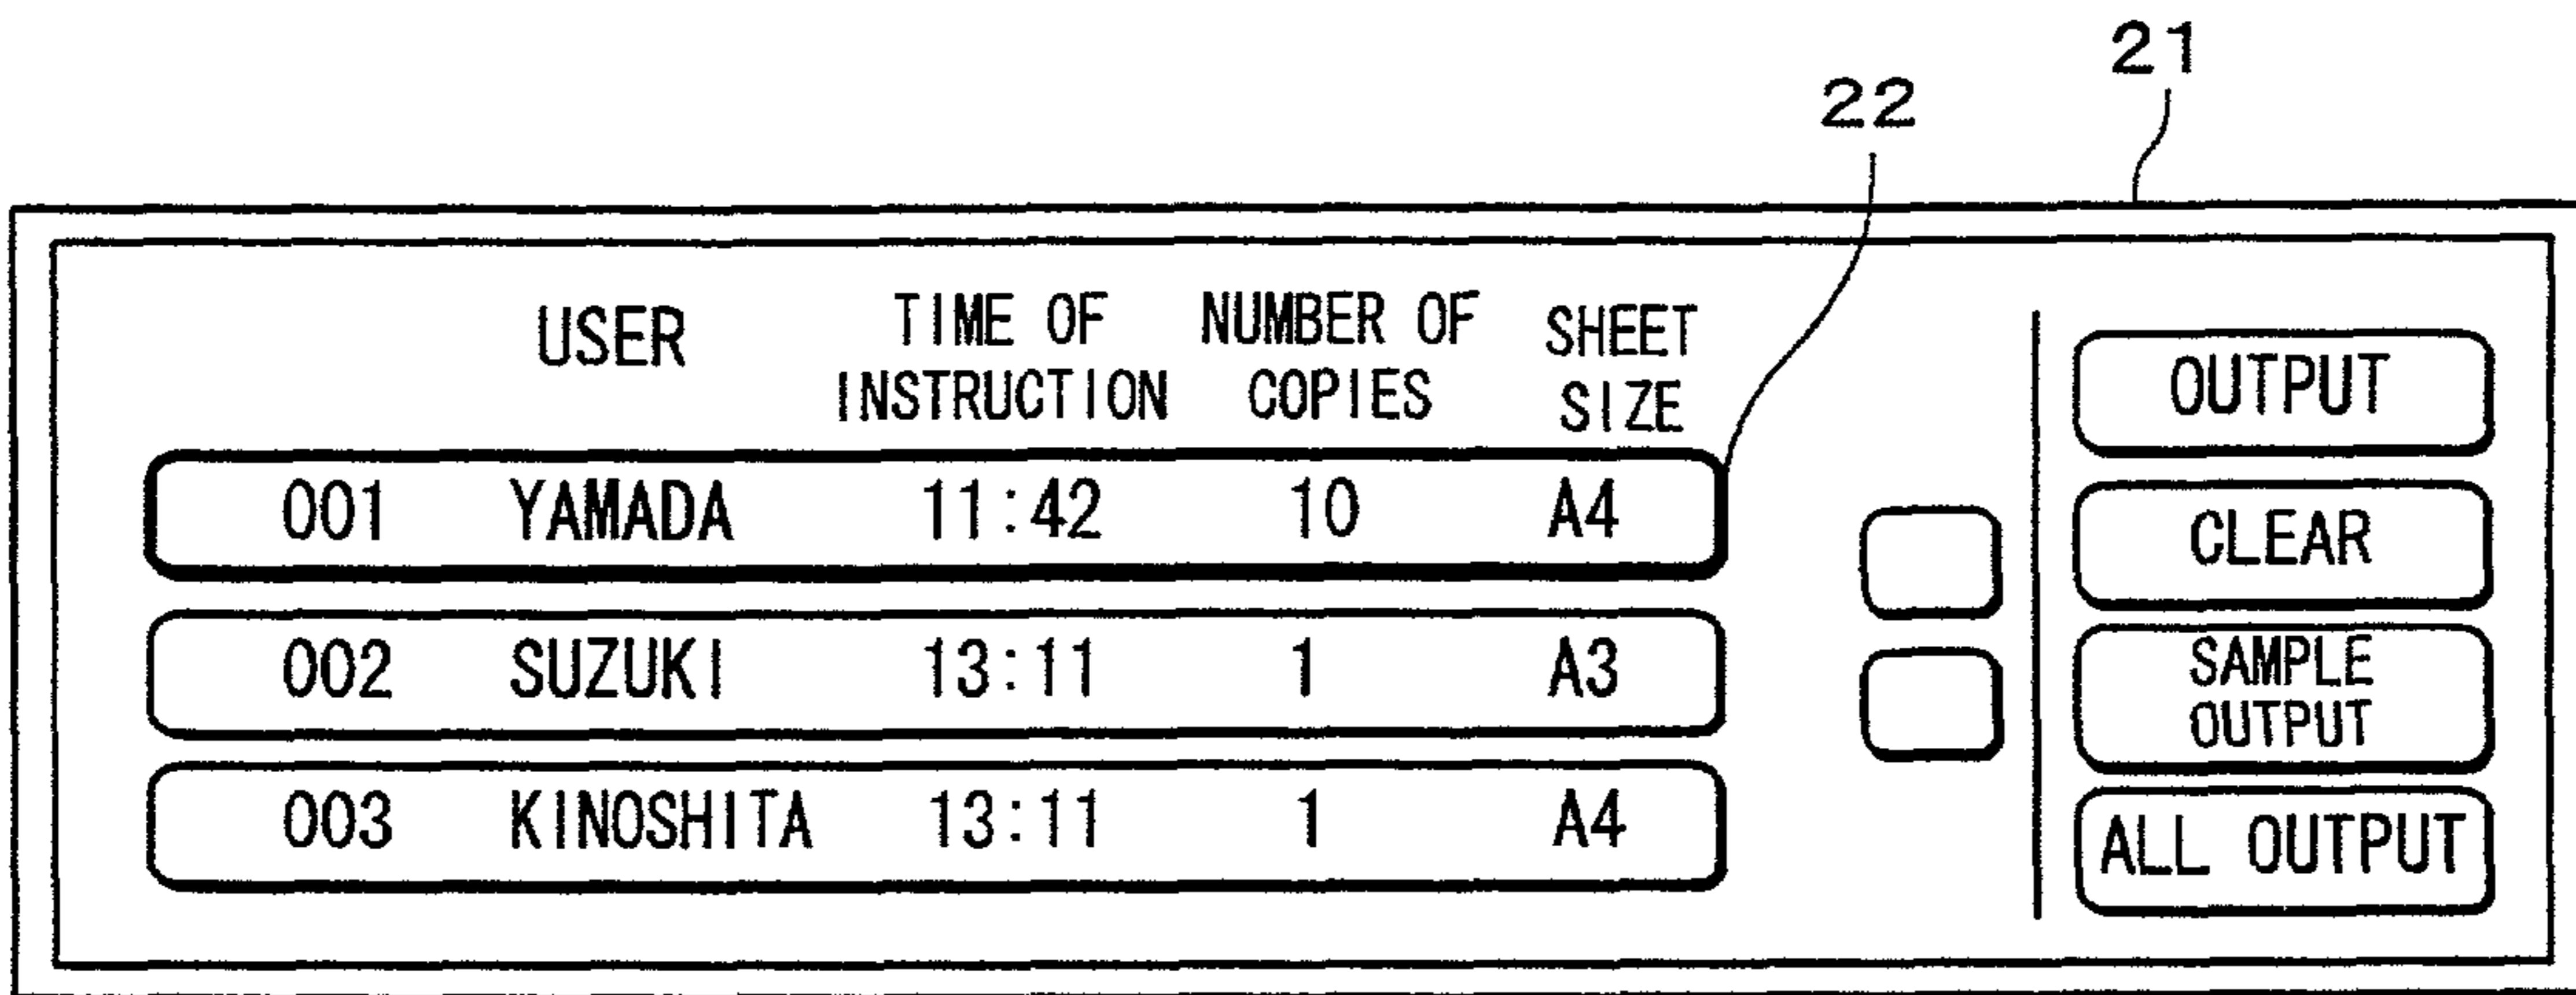 21
22
USER TIME OF INSTRUCTION NUMBER OF COPIES SHEET SIZE
001 YAMADA 11:42 10 A4
002 SUZUKI 13:11 1 A3
003 KINOSHITA 13:11 1 A4
OUTPUT
CLEAR
SAMPLE
OUTPUT
ALL OUTPUT